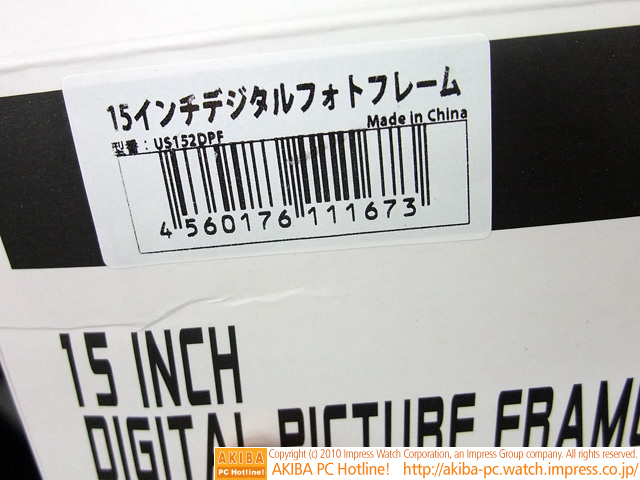 15インチデジタルフォトフレーム
Made in China
型番：US152DPF
4 560176 111673
15 INCH
DIGITAL PICTURE FRAME
AKIBA
PC Hotline!
Copyright (c) 2010 Impress Watch Corporation, an Impress Group company. All rights reserved.
AKIBA PC Hotline! http://akiba-pc.watch.impress.co.jp/